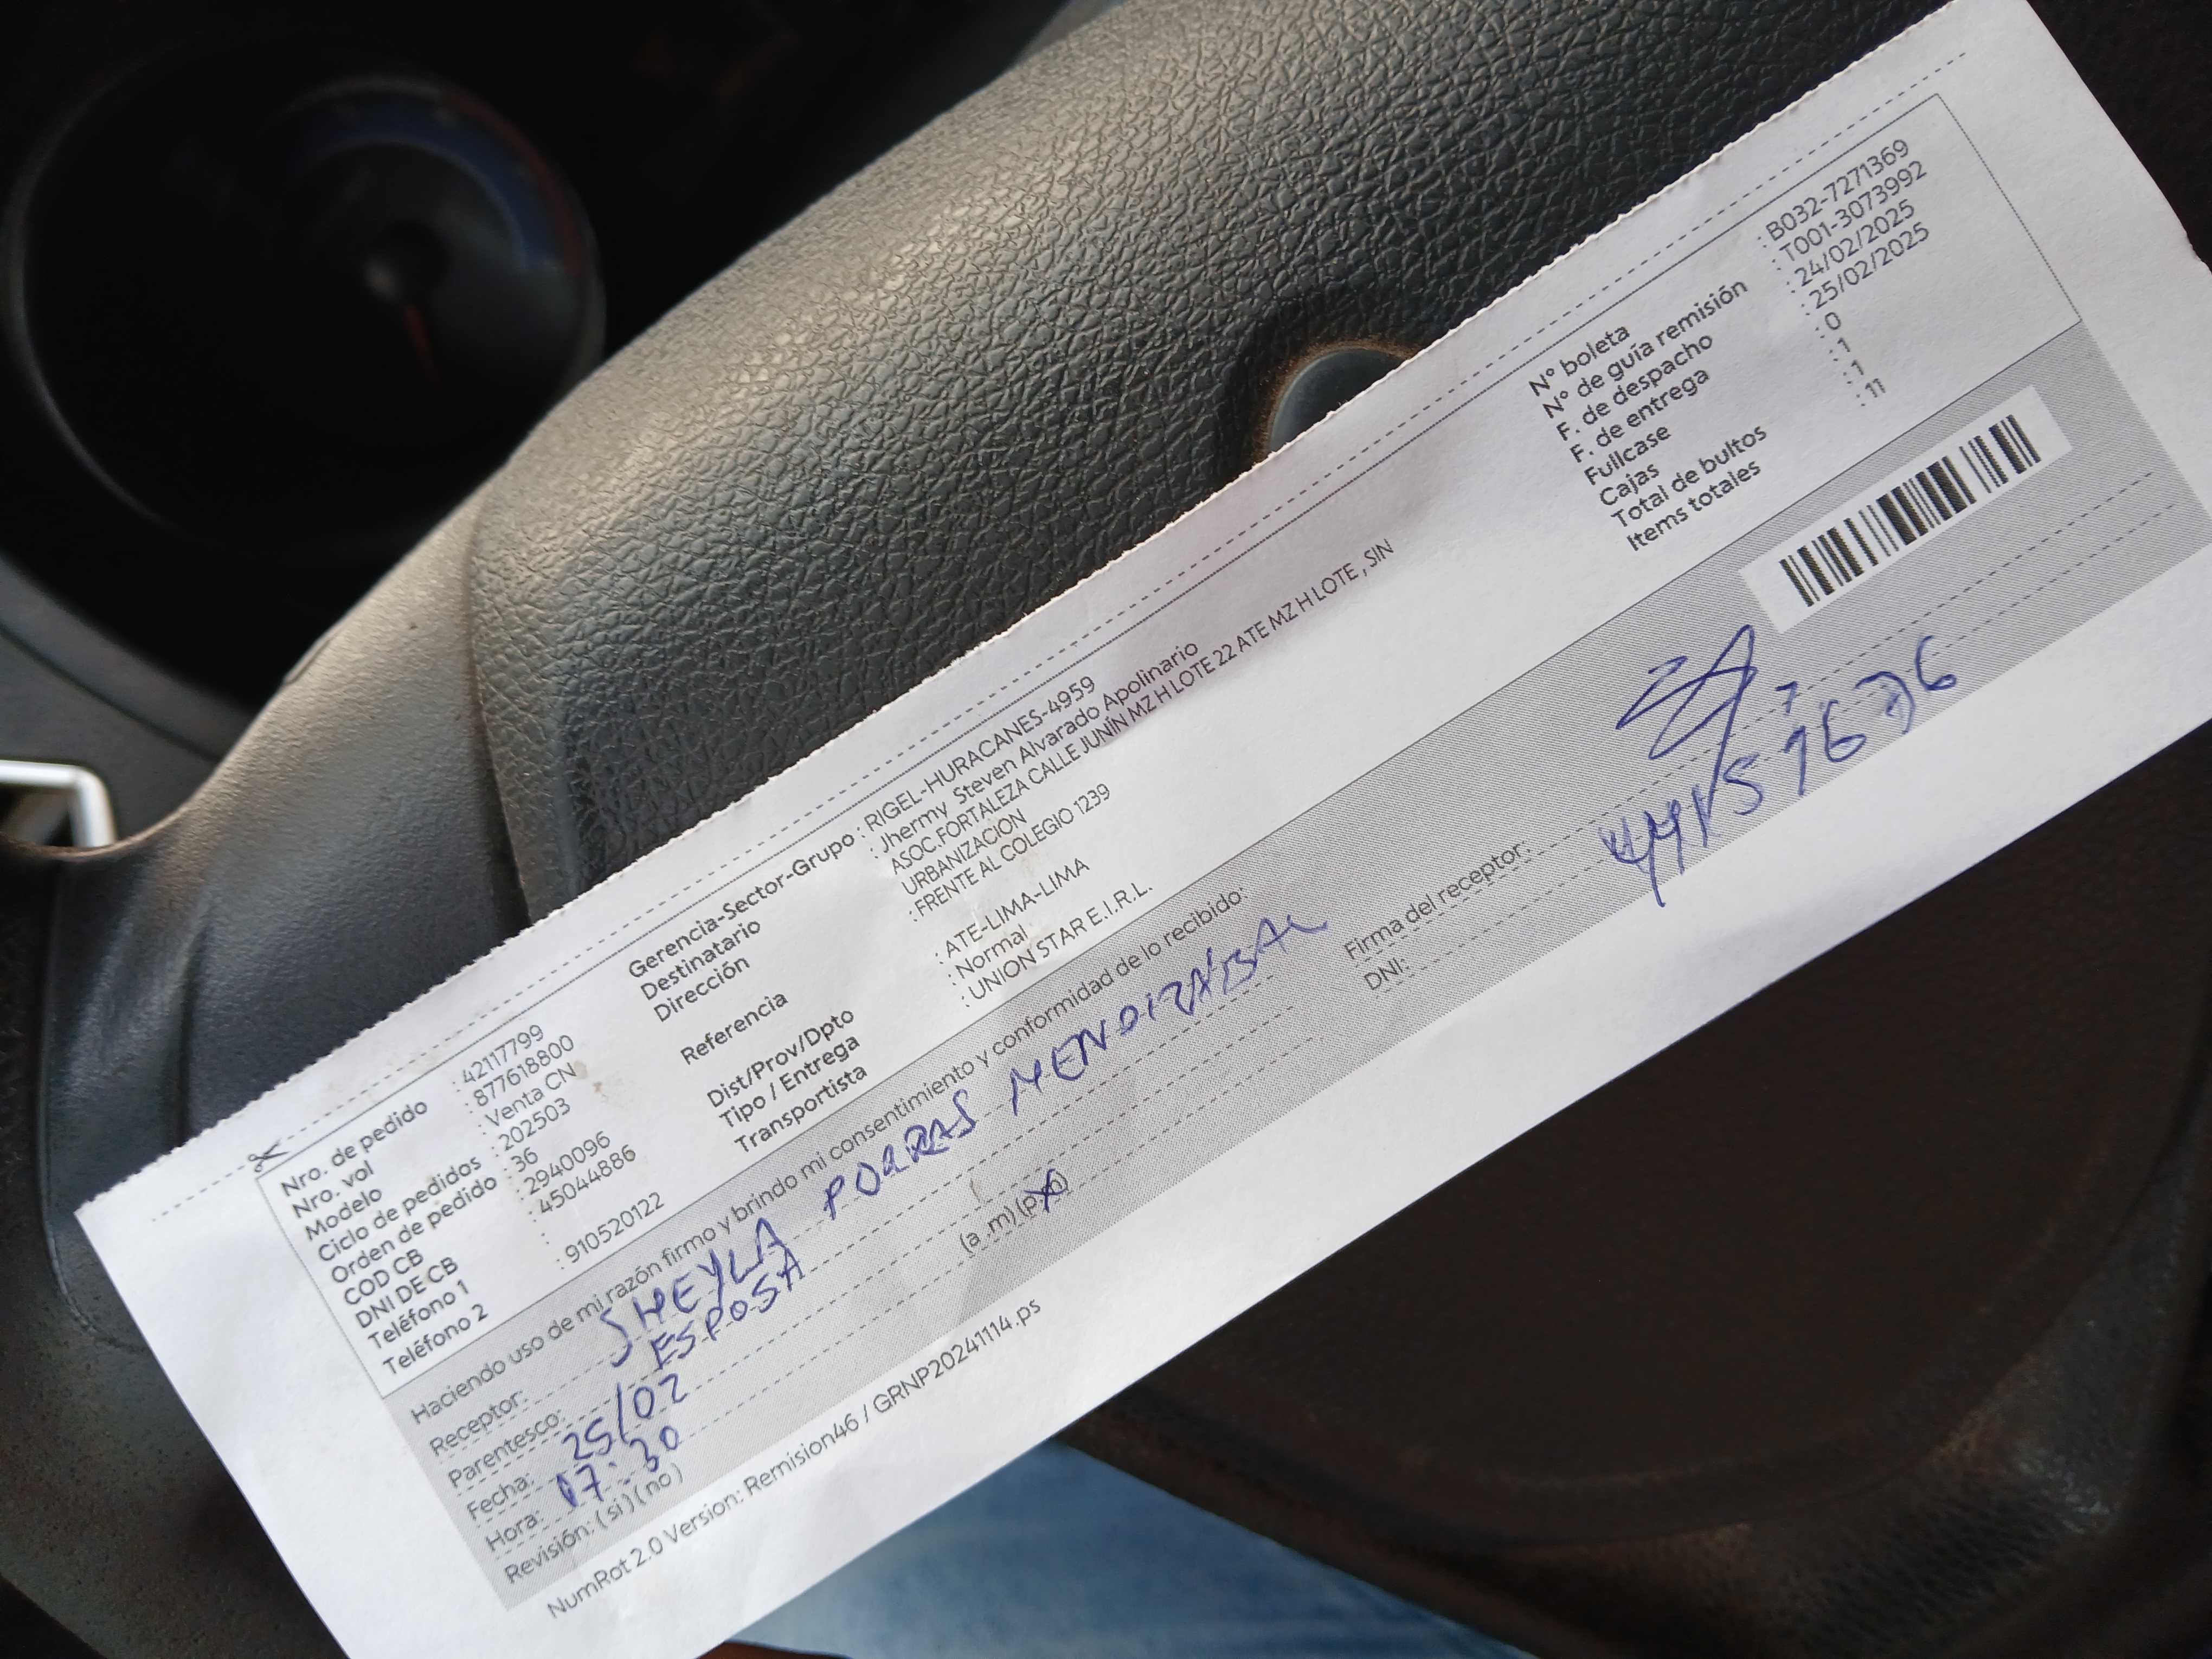 Nro. de pedido : 42117799
Nro. vol : 877618800
Modelo : Venta CN
Ciclo de pedidos : 202503
Orden de pedido : 36
COD CB : 2940096
DNI DE CB : 45044886
Teléfono 1 :
Teléfono 2 : 910520122
Gerencia-Sector-Grupo : RIGEL-HURACANES-4959
Destinatario : Jhermy Steven Alvarado Apolinario
Dirección ASOC.FORTALEZA CALLE JUNÍN MZ H LOTE 22 ATE MZ H LOTE , SIN
URBANIZACION
Referencia : FRENTE AL COLEGIO 1239
Dist/Prov/Dpto : ATE-LIMA-LIMA
Tipo / Entrega : Normal
Transportista : UNION STAR E.I.R.L.
N° boleta : B032-7271369
N° de guía remisión : T001-3073992
F. de despacho : 24/02/2025
F. de entrega : 25/02/2025
Fullcase : 0
Cajas : 1
Total de bultos : 1
Items totales : 11
Haciendo uso de mi razón firmo y brindo mi consentimiento y conformidad de lo recibido:
Receptor: SHEYLA PORRAS MENDIZÁBAL
Parentesco: ESPOSA
Fecha: 25/02
Hora: 07:30 (a .m) (p.m)
Revisión: ( si ) ( no )
Firma del receptor:
DNI:
NumRot 2.0 Version: Remision46 / GRNP20241114.ps